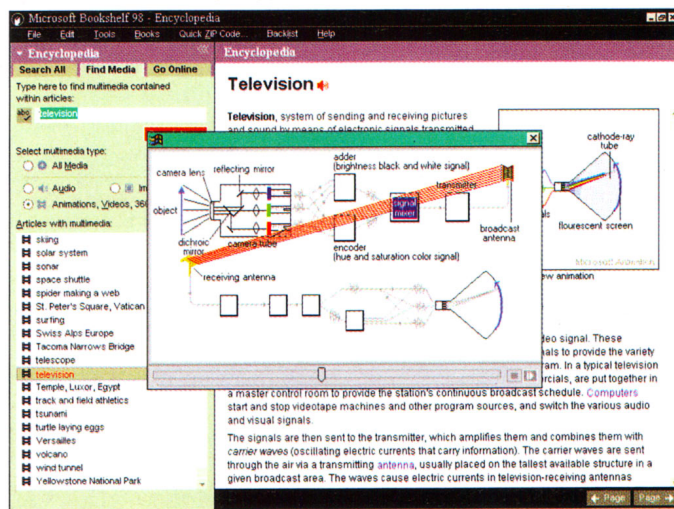 Microsoft Bookshelf 98 - Encyclopedia
File Edit Tools Books Quick ZIP Code... Backlist Help
Encyclopedia
Search All Find Media Go Online
Type here to find multimedia contained
within articles:
television
Select multimedia type:
All Media
Audio Im
Animations, Videos, 360
Articles with multimedia:
skiing
solar system
sonar
space shuttle
spider making a web
St. Peter's Square, Vatican
surfing
Swiss Alps Europe
Tacoma Narrows Bridge
telescope
television
Temple, Luxor, Egypt
track and field athletics
tsunami
turtle laying eggs
Versailles
volcano
wind tunnel
Yellowstone National Park
Encyclopedia
Television
Television, system of sending and receiving pictures
and sound by means of electronic signals transmitted
camera lens
reflecting mirror
object
dichroic
mirror
camera tube
adder
(brightness black and white signal)
encoder
(hue and saturation color signal)
signal
mixer
transmitter
broadcast
antenna
receiving antenna
cathode-ray
tube
flourescent screen
Microsoft Animation
ew animation
deo signal. These
als to provide the variety
ram. In a typical television
rcials, are put together in
a master control room to provide the station's continuous broadcast schedule. Computers
start and stop videotape machines and other program sources, and switch the various audio
and visual signals.
The signals are then sent to the transmitter, which amplifies them and combines them with
carrier waves (oscillating electric currents that carry information). The carrier waves are sent
through the air via a transmitting antenna, usually placed on the tallest available structure in a
given broadcast area. The waves cause electric currents in television-receiving antennas
Page Page